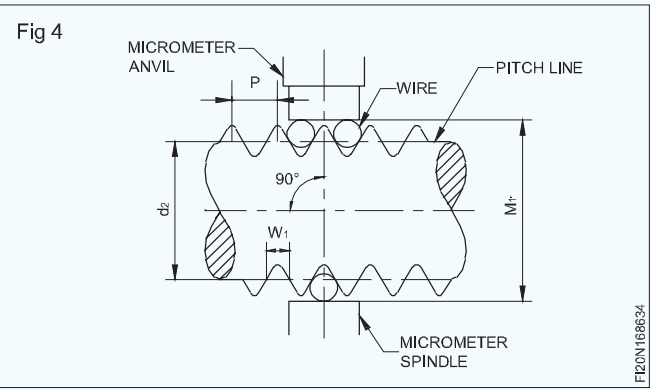 Fig 4
MICROMETER
ANVIL
P
WIRE
PITCH LINE
90°
d2
W1
M1.
MICROMETER
SPINDLE
FI20N168634